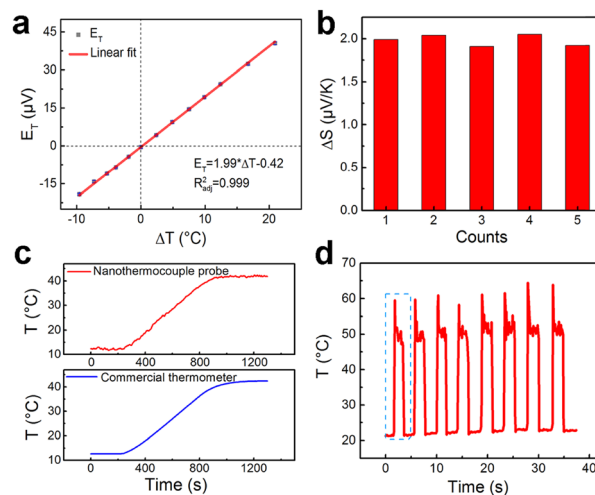 a
E_T
Linear fit
E_T (µV)
45
30
15
0
-15
E_T=1.99*ΔT-0.42
R²_adj=0.999
-10
0
10
20
30
ΔT (°C)
b
ΔS (µV/K)
2.0
1.5
1.0
0.5
0.0
1
2
3
4
5
Counts
c
Nanothermocouple probe
T (°C)
40
30
20
10
0
400
800
1200
Commercial thermometer
T (°C)
40
30
20
10
0
400
800
1200
Time (s)
d
T (°C)
70
60
50
40
30
20
0
10
20
30
40
Time (s)